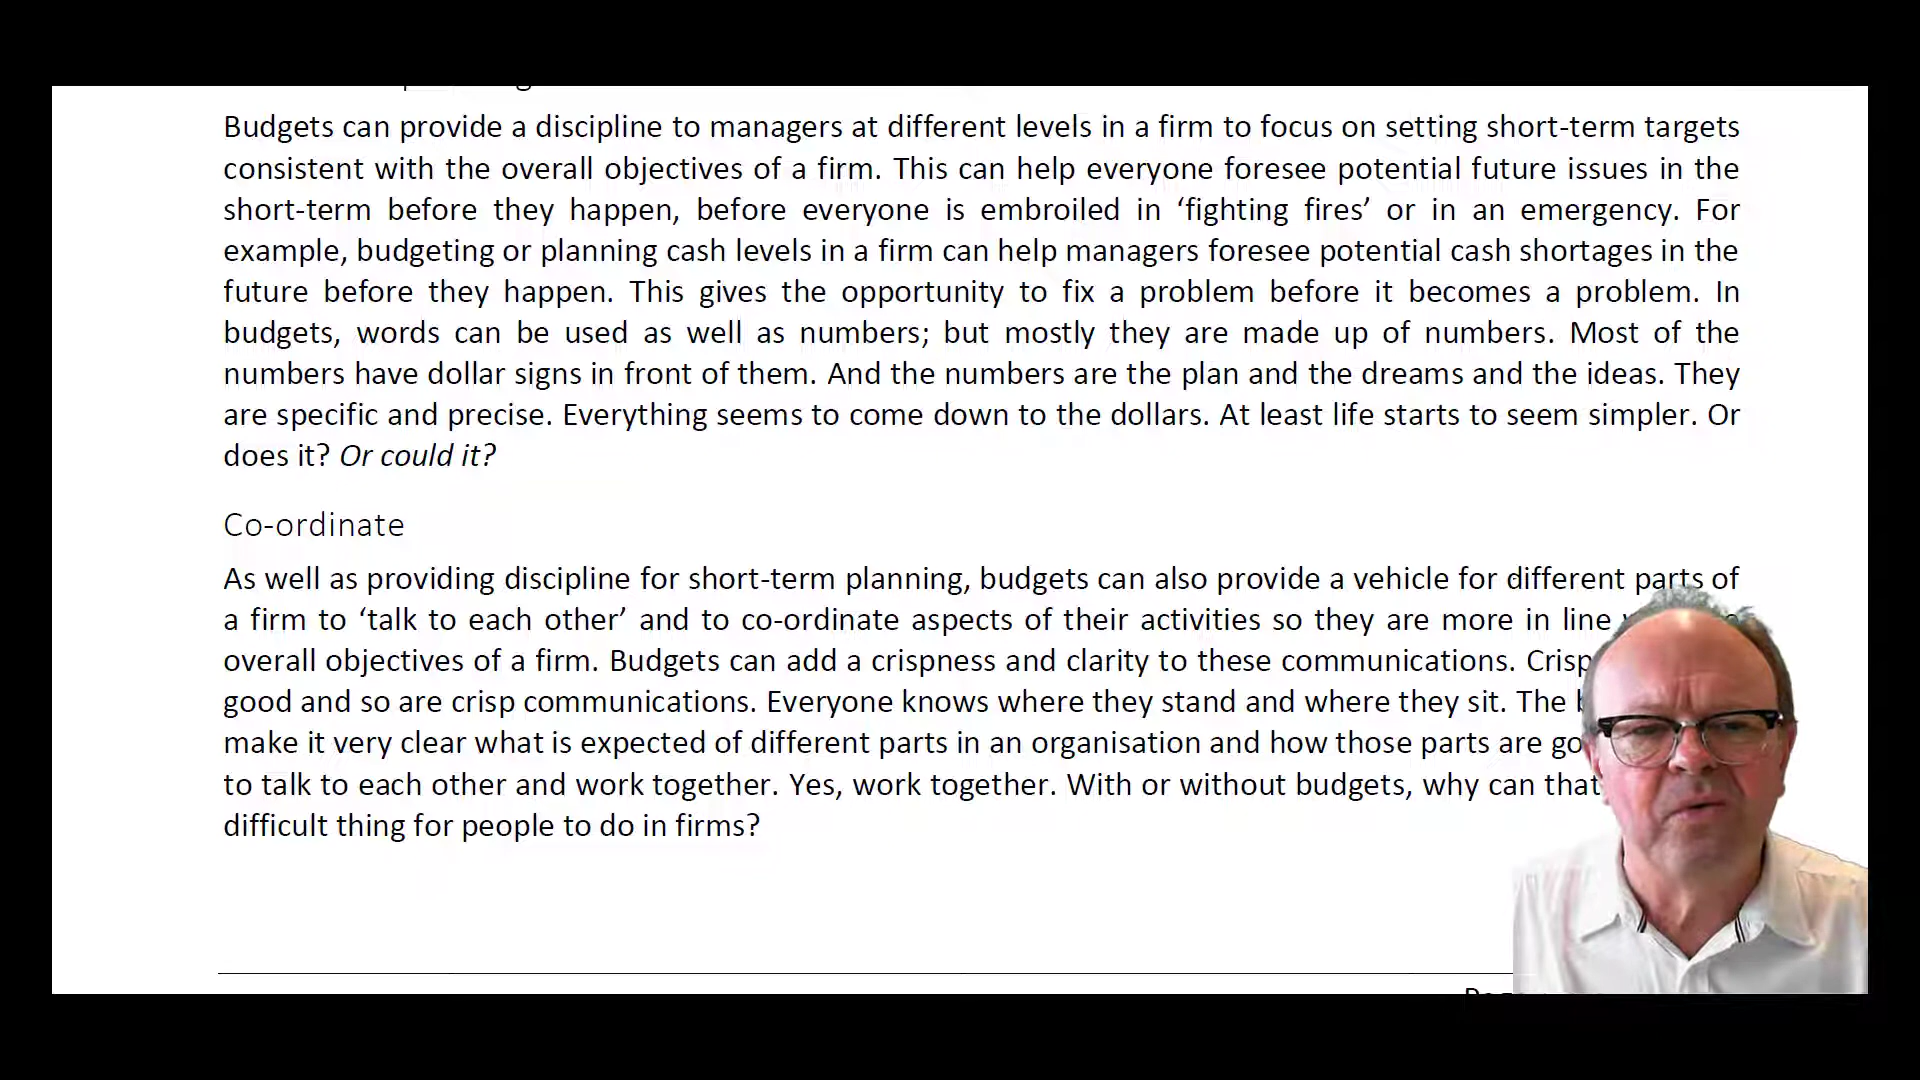 Budgets can provide a discipline to managers at different levels in a firm to focus on setting short-term targets
consistent with the overall objectives of a firm. This can help everyone foresee potential future issues in the
short-term before they happen, before everyone is embroiled in ‘fighting fires’ or in an emergency. For
example, budgeting or planning cash levels in a firm can help managers foresee potential cash shortages in the
future before they happen. This gives the opportunity to fix a problem before it becomes a problem. In
budgets, words can be used as well as numbers; but mostly they are made up of numbers. Most of the
numbers have dollar signs in front of them. And the numbers are the plan and the dreams and the ideas. They
are specific and precise. Everything seems to come down to the dollars. At least life starts to seem simpler. Or
does it? Or could it?
Co-ordinate
As well as providing discipline for short-term planning, budgets can also provide a vehicle for different parts of
a firm to ‘talk to each other’ and to co-ordinate aspects of their activities so they are more in line
overall objectives of a firm. Budgets can add a crispness and clarity to these communications.
good and so are crisp communications. Everyone knows where they stand and where they sit. The
make it very clear what is expected of different parts in an organisation and how those parts are
to talk to each other and work together. Yes, work together. With or without budgets, why can that
difficult thing for people to do in firms?